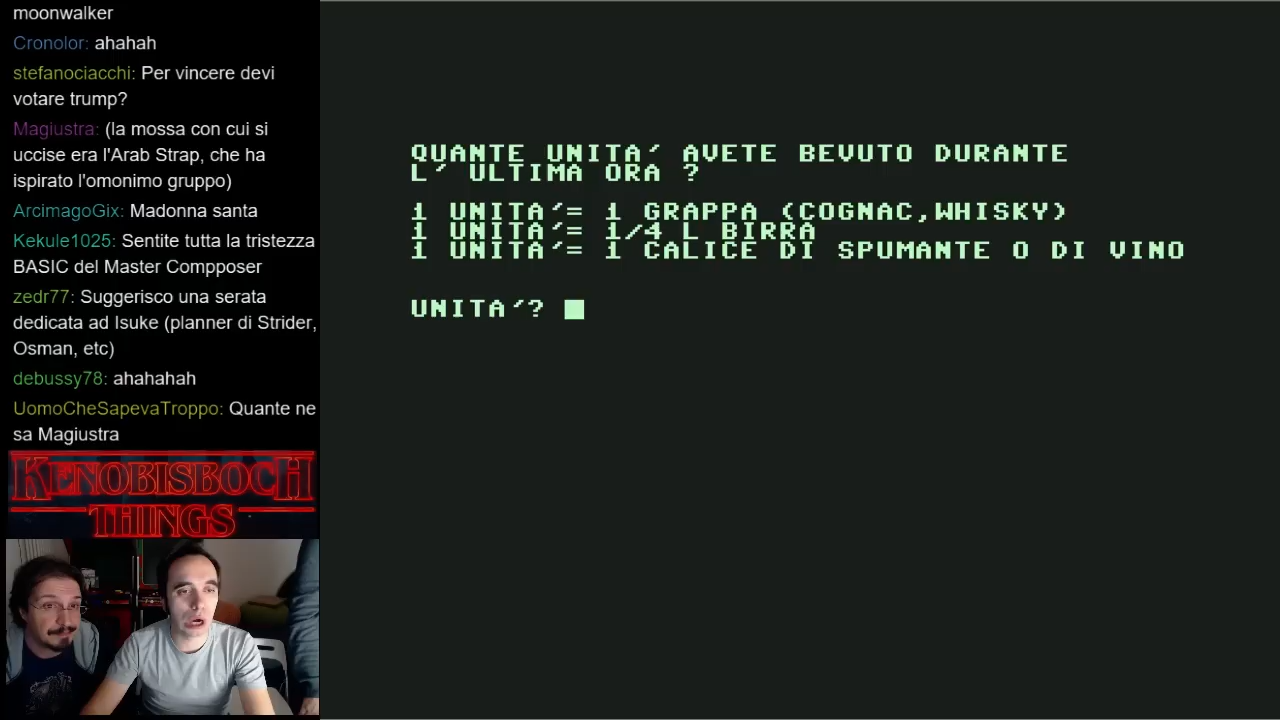 moonwalker
Cronolor: ahahah
stefanociacchi: Per vincere devi
votare trump?
Magiustra: (la mossa con cui si
uccise era l'Arab Strap, che ha
ispirato l'omonimo gruppo)
ArcimagoGix: Madonna santa
Kekule1025: Sentite tutta la tristezza
BASIC del Master Compposer
zedr77: Suggerisco una serata
dedicata ad Isuke (planner di Strider,
Osman, etc)
debussy78: ahahahah
UomoCheSapevaTroppo: Quante ne
sa Magiustra
KENOBISBOCH
THINGS
QUANTE UNITA´ AVETE BEVUTO DURANTE
L´ ULTIMA ORA ?
1 UNITA´= 1 GRAPPA (COGNAC,WHISKY)
1 UNITA´= 1/4 L BIRRA
1 UNITA´= 1 CALICE DI SPUMANTE O DI VINO
UNITA´?